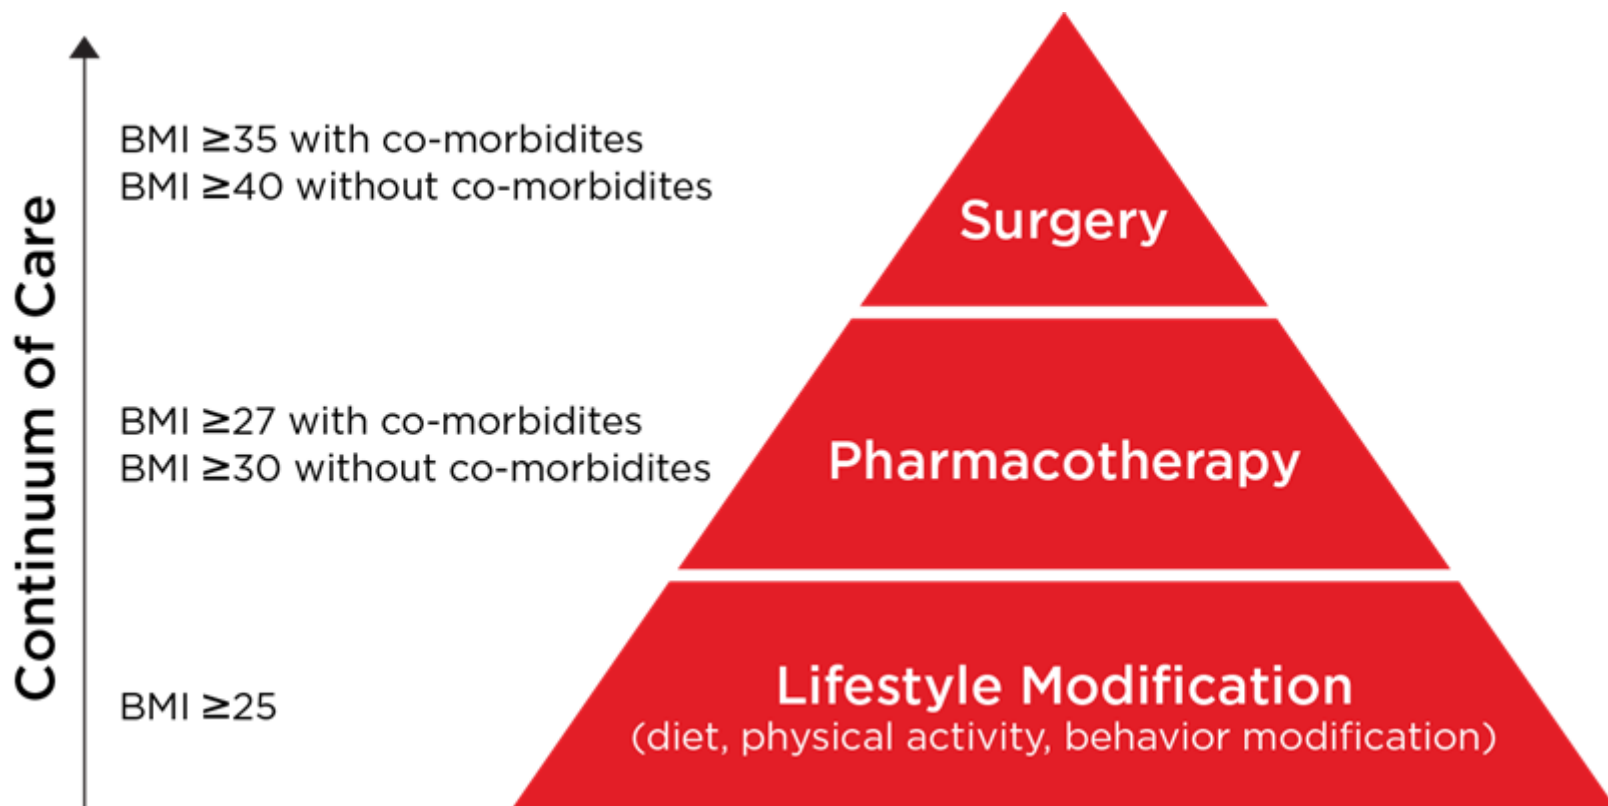 Continuum of Care
BMI ≥35 with co-morbidites
BMI ≥40 without co-morbidites
Surgery
BMI ≥27 with co-morbidites
BMI ≥30 without co-morbidites
Pharmacotherapy
BMI ≥25
Lifestyle Modification
(diet, physical activity, behavior modification)